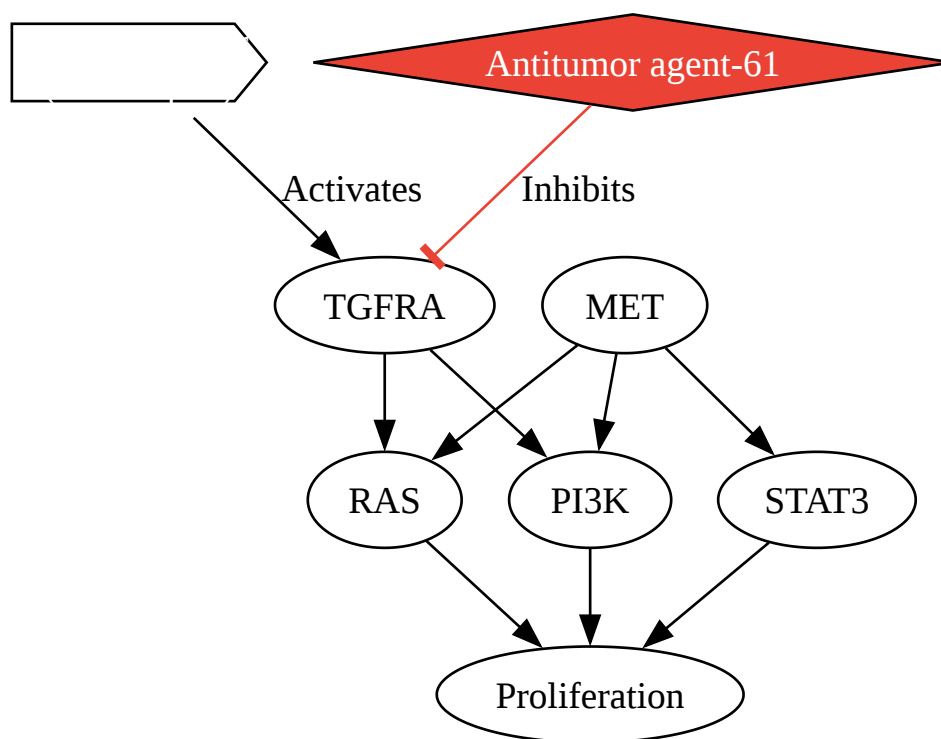 Antitumor agent-61
Activates
Inhibits
TGFRA
MET
RAS
PI3K
STAT3
Proliferation